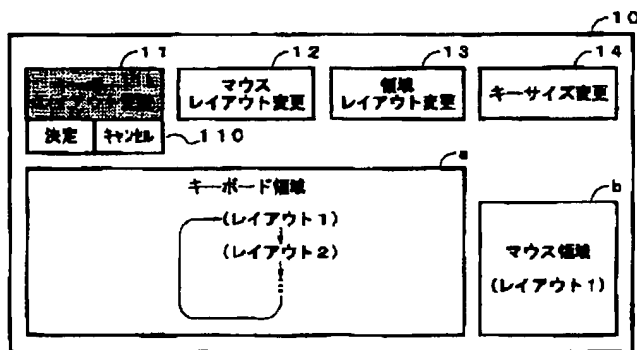 10
11
12
13
14
マウス
レイアウト変更
領域
レイアウト変更
キーサイズ変更
決定
キャンセル
110
a
キーボード領域
(レイアウト1)
(レイアウト2)
b
マウス領域
(レイアウト1)